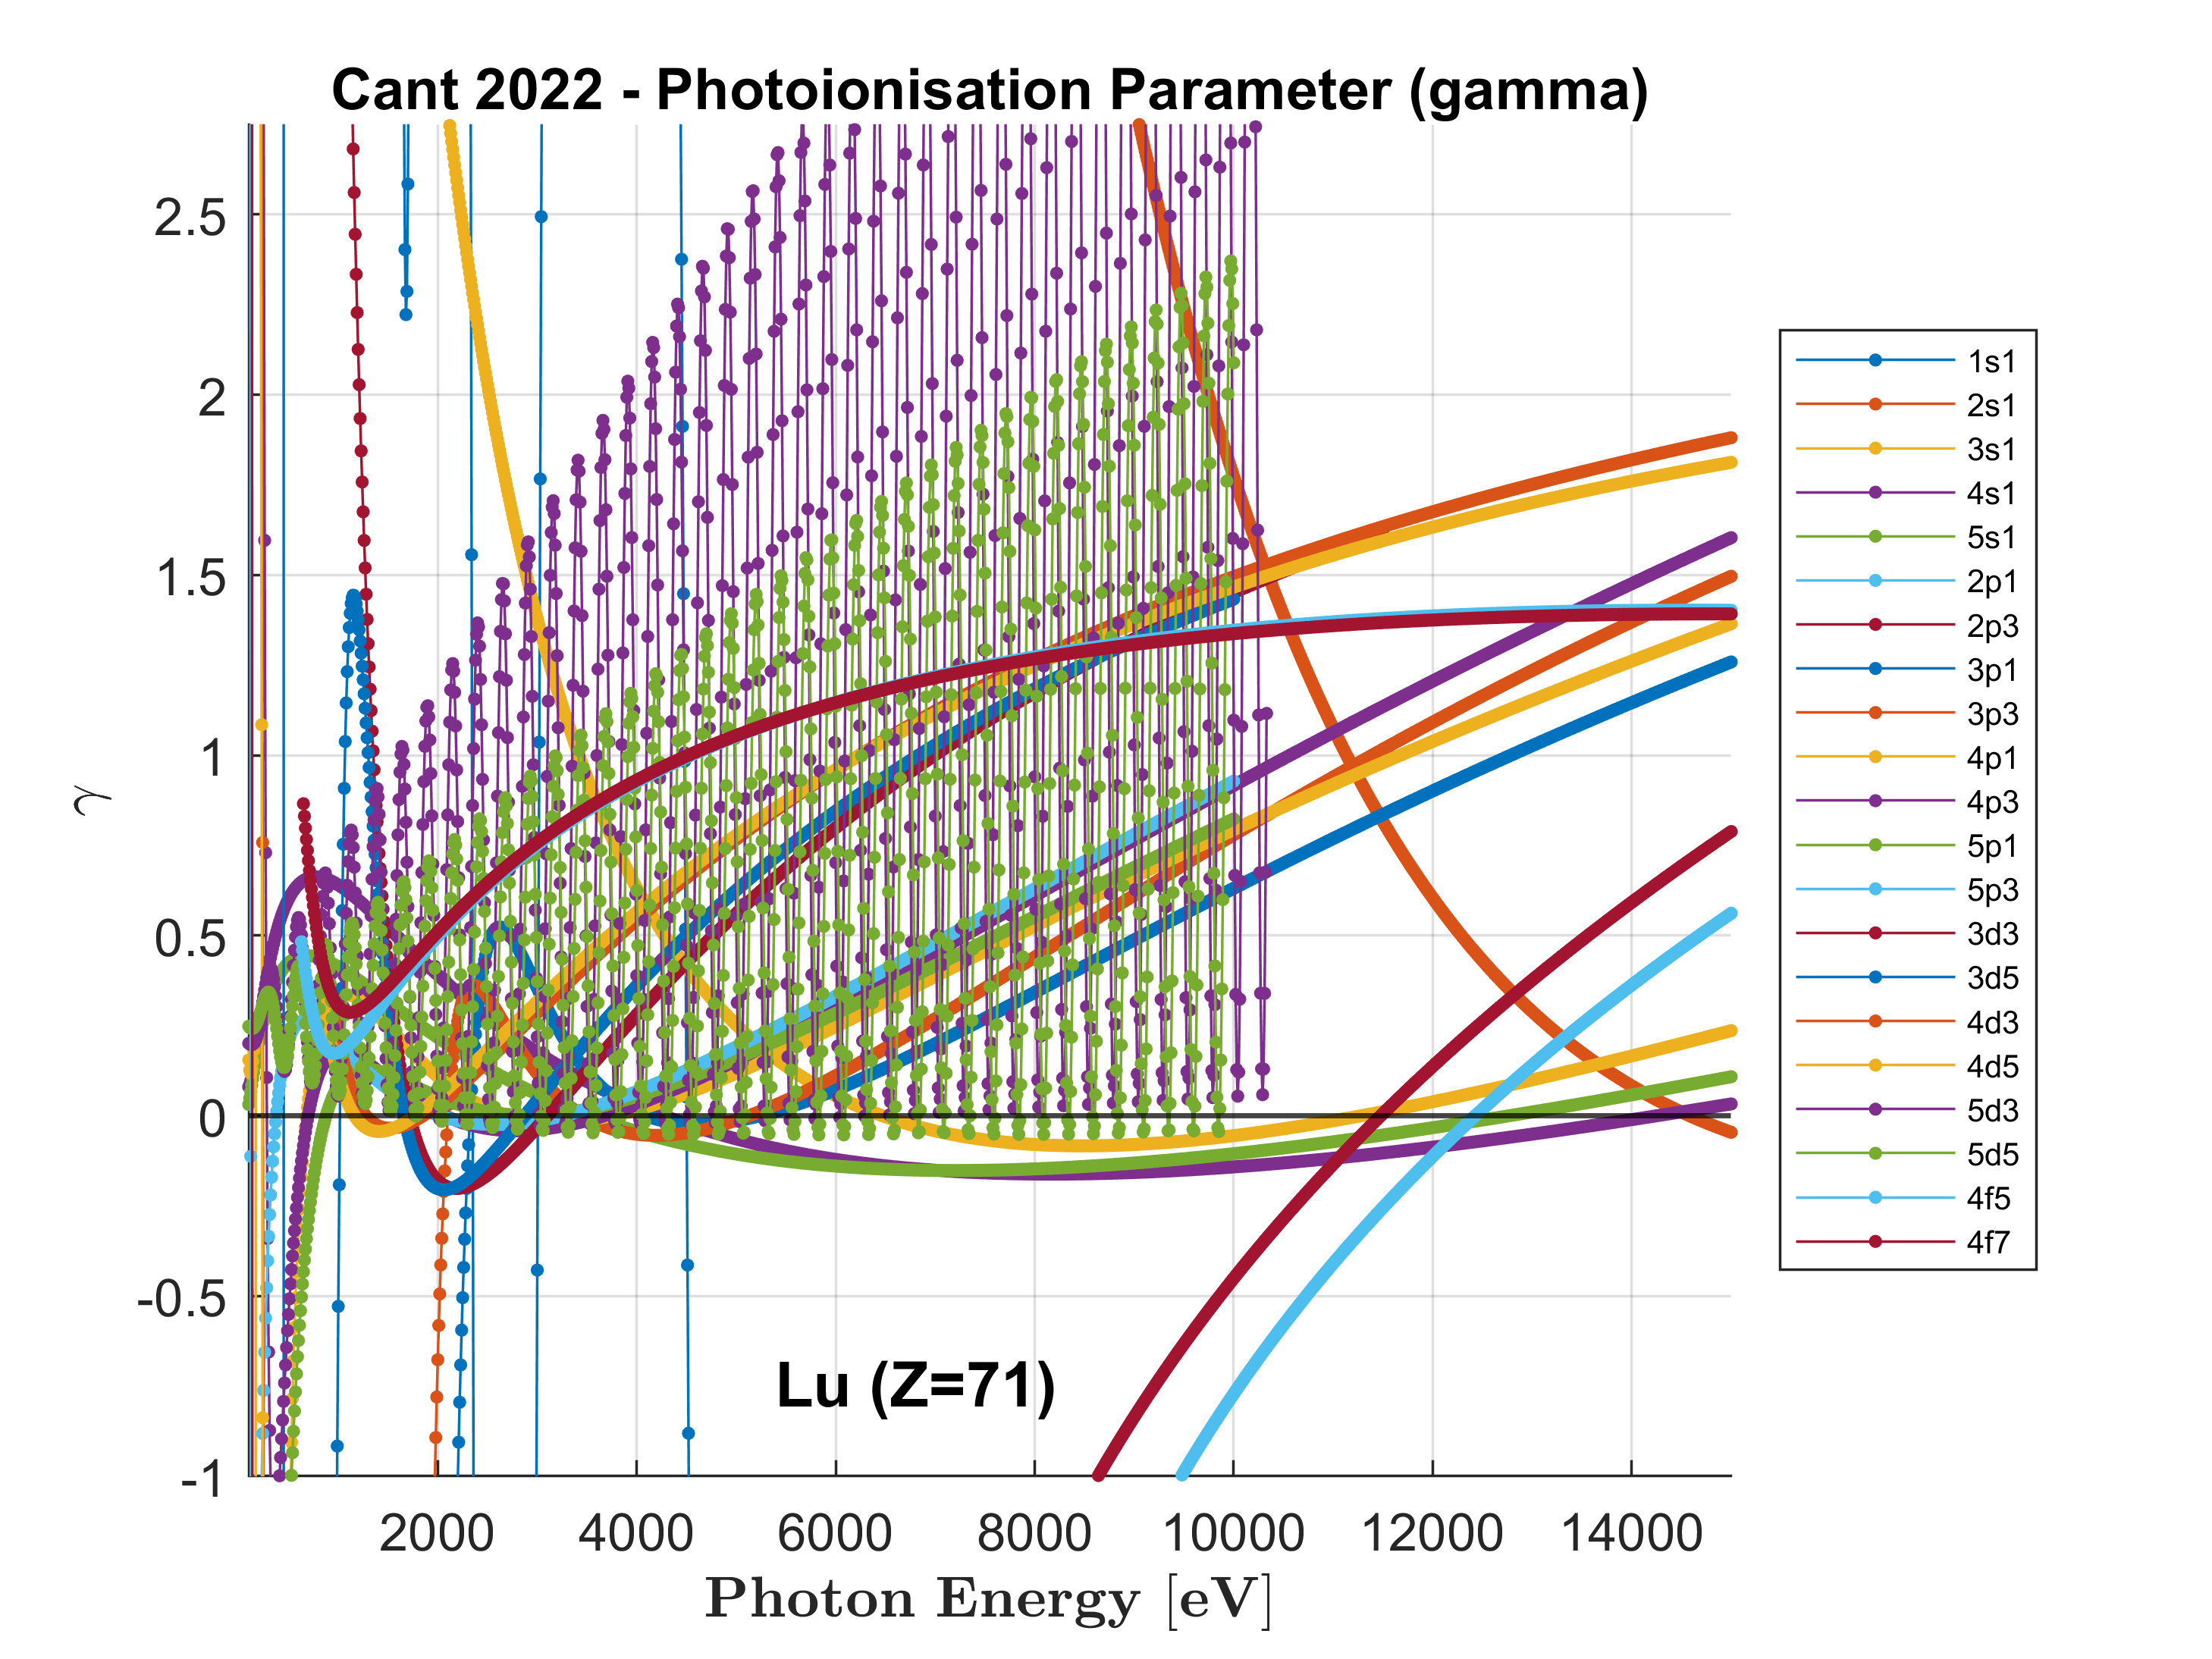 Cant 2022 - Photoionisation Parameter (gamma)
2.5
2
1.5
1
0.5
0
-0.5
-1
γ
Lu (Z=71)
2000 4000 6000 8000 10000 12000 14000
Photon Energy [eV]
1s1
2s1
3s1
4s1
5s1
2p1
2p3
3p1
3p3
4p1
4p3
5p1
5p3
3d3
3d5
4d3
4d5
5d3
5d5
4f5
4f7